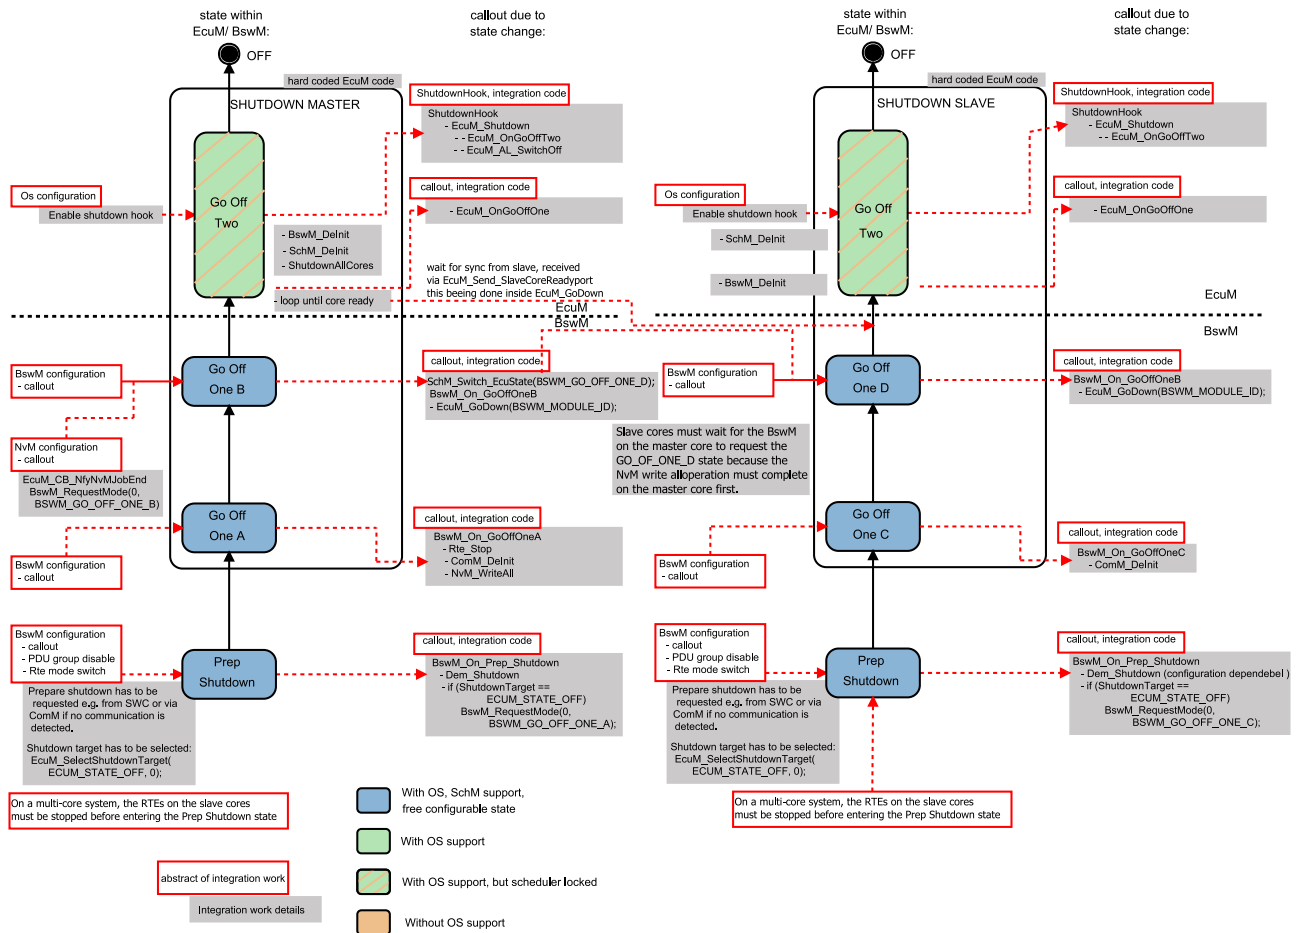 state within
EcuM/ BswM:
callout due to
state change:
OFF
hard coded EcuM code
SHUTDOWN MASTER
ShutdownHook, integration code
ShutdownHook
- EcuM_Shutdown
- - EcuM_OnGoOffTwo
- - EcuM_AL_SwitchOff
Os configuration
Enable shutdown hook
Go Off
Two
callout, integration code
- EcuM_OnGoOffOne
- BswM_DeInit
- SchM_DeInit
- ShutdownAllCores
wait for sync from slave, received
via EcuM_Send_SlaveCoreReadyport
this beeing done inside EcuM_GoDown
- loop until core ready
EcuM
BswM
BswM configuration
- callout
Go Off
One B
callout, integration code
SchM_Switch_EcuState(BSWM_GO_OFF_ONE_D);
BswM_On_GoOffOneB
- EcuM_GoDown(BSWM_MODULE_ID);
NvM configuration
- callout
EcuM_CB_NfyNvMJobEnd
BswM_RequestMode(0,
BSWM_GO_OFF_ONE_B)
Go Off
One A
callout, integration code
BswM_On_GoOffOneA
- Rte_Stop
- ComM_DeInit
- NvM_WriteAll
BswM configuration
- callout
BswM configuration
- callout
- PDU group disable
- Rte mode switch
Prep
Shutdown
callout, integration code
BswM_On_Prep_Shutdown
- Dem_Shutdown
- if (ShutdownTarget ==
ECUM_STATE_OFF)
BswM_RequestMode(0,
BSWM_GO_OFF_ONE_A);
Prepare shutdown has to be
requested e.g. from SWC or via
ComM if no communication is
detected.
Shutdown target has to be selected:
EcuM_SelectShutdownTarget(
ECUM_STATE_OFF, 0);
On a multi-core system, the RTEs on the slave cores
must be stopped before entering the Prep Shutdown state
abstract of integration work
Integration work details
With OS, SchM support,
free configurable state
With OS support
With OS support, but scheduler locked
Without OS support
state within
EcuM/ BswM:
callout due to
state change:
OFF
hard coded EcuM code
SHUTDOWN SLAVE
ShutdownHook, integration code
ShutdownHook
- EcuM_Shutdown
- - EcuM_OnGoOffTwo
Os configuration
Enable shutdown hook
Go Off
Two
callout, integration code
- EcuM_OnGoOffOne
- SchM_DeInit
- BswM_DeInit
EcuM
BswM
BswM configuration
- callout
Go Off
One D
callout, integration code
BswM_On_GoOffOneB
- EcuM_GoDown(BSWM_MODULE_ID);
Slave cores must wait for the BswM
on the master core to request the
GO_OF_ONE_D state because the
NvM write alloperation must complete
on the master core first.
Go Off
One C
callout, integration code
BswM_On_GoOffOneC
- ComM_DeInit
BswM configuration
- callout
BswM configuration
- callout
- PDU group disable
- Rte mode switch
Prep
Shutdown
callout, integration code
BswM_On_Prep_Shutdown
- Dem_Shutdown (configuration dependebel )
- if (ShutdownTarget ==
ECUM_STATE_OFF)
BswM_RequestMode(0,
BSWM_GO_OFF_ONE_C);
Prepare shutdown has to be
requested e.g. from SWC or via
ComM if no communication is
detected.
Shutdown target has to be selected:
EcuM_SelectShutdownTarget(
ECUM_STATE_OFF, 0);
On a multi-core system, the RTEs on the slave cores
must be stopped before entering the Prep Shutdown state